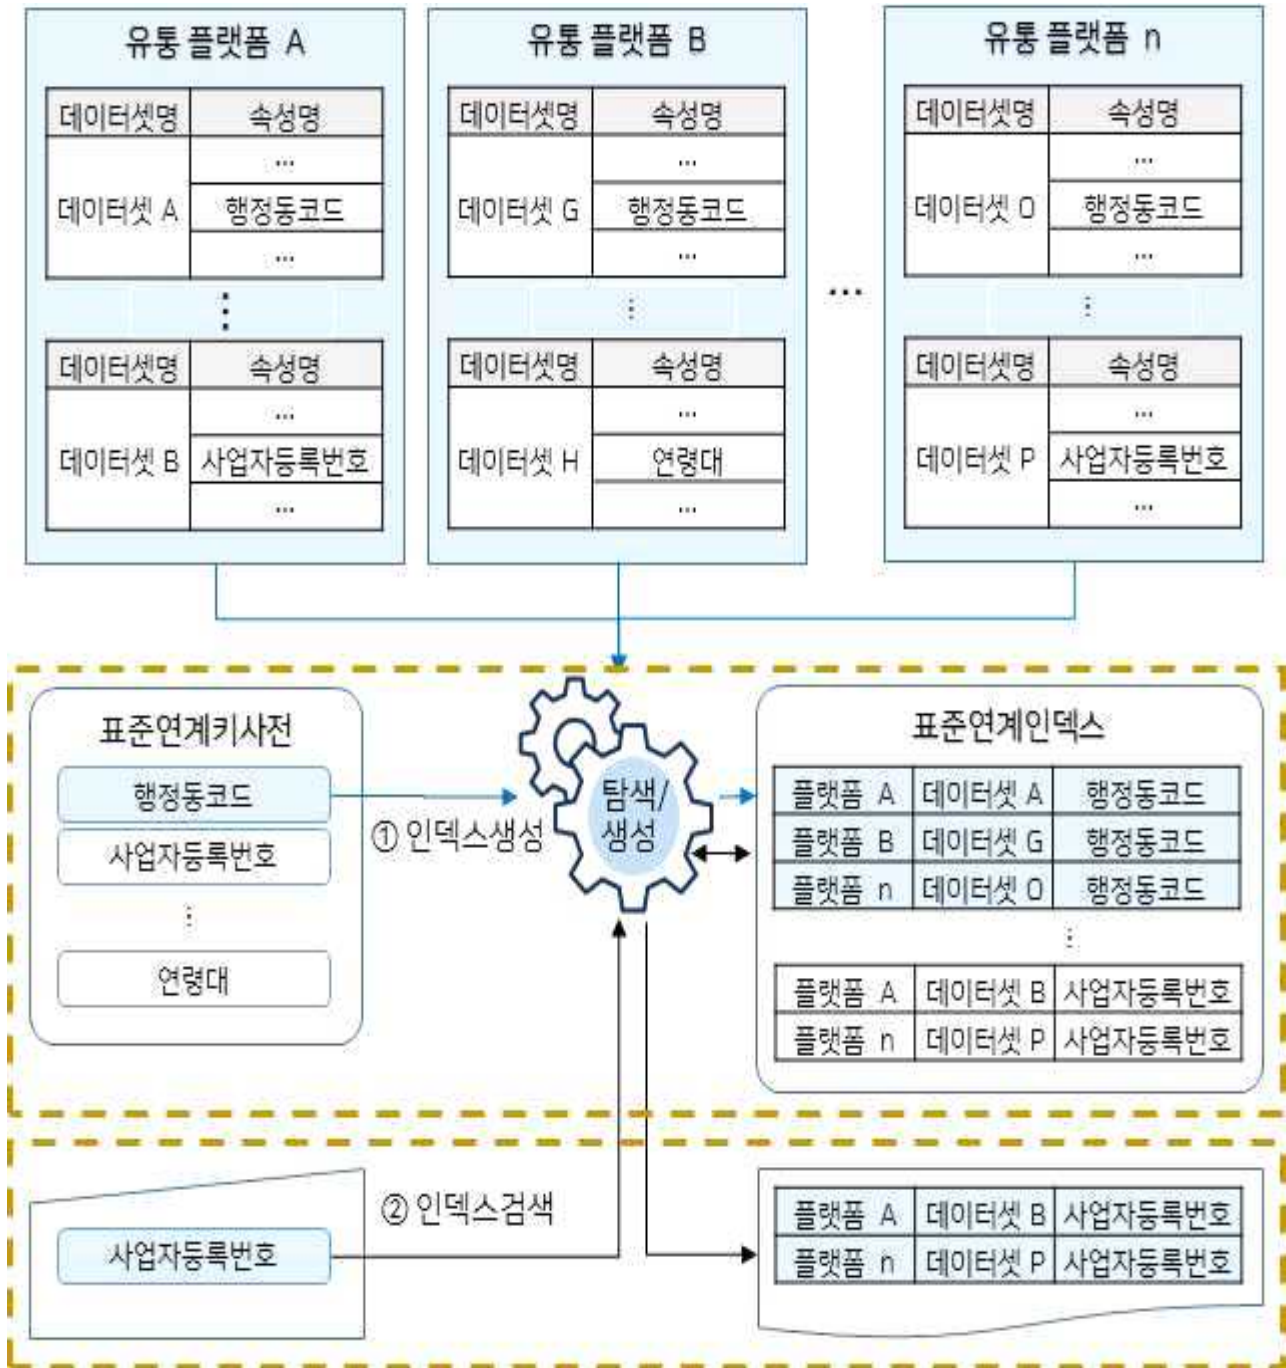 유통 플랫폼 A
데이터셋명 속성명
...
데이터셋 A 행정동코드
...
⋮
데이터셋명 속성명
...
데이터셋 B 사업자등록번호
...
유통 플랫폼 B
데이터셋명 속성명
...
데이터셋 G 행정동코드
...
⋮
데이터셋명 속성명
...
데이터셋 H 연령대
...
...
유통 플랫폼 n
데이터셋명 속성명
...
데이터셋 O 행정동코드
...
⋮
데이터셋명 속성명
...
데이터셋 P 사업자등록번호
...
표준연계키사전
행정동코드
사업자등록번호
⋮
연령대
① 인덱스생성
탐색/
생성
표준연계인덱스
플랫폼 A 데이터셋 A 행정동코드
플랫폼 B 데이터셋 G 행정동코드
플랫폼 n 데이터셋 O 행정동코드
⋮
플랫폼 A 데이터셋 B 사업자등록번호
플랫폼 n 데이터셋 P 사업자등록번호
② 인덱스검색
사업자등록번호
플랫폼 A 데이터셋 B 사업자등록번호
플랫폼 n 데이터셋 P 사업자등록번호